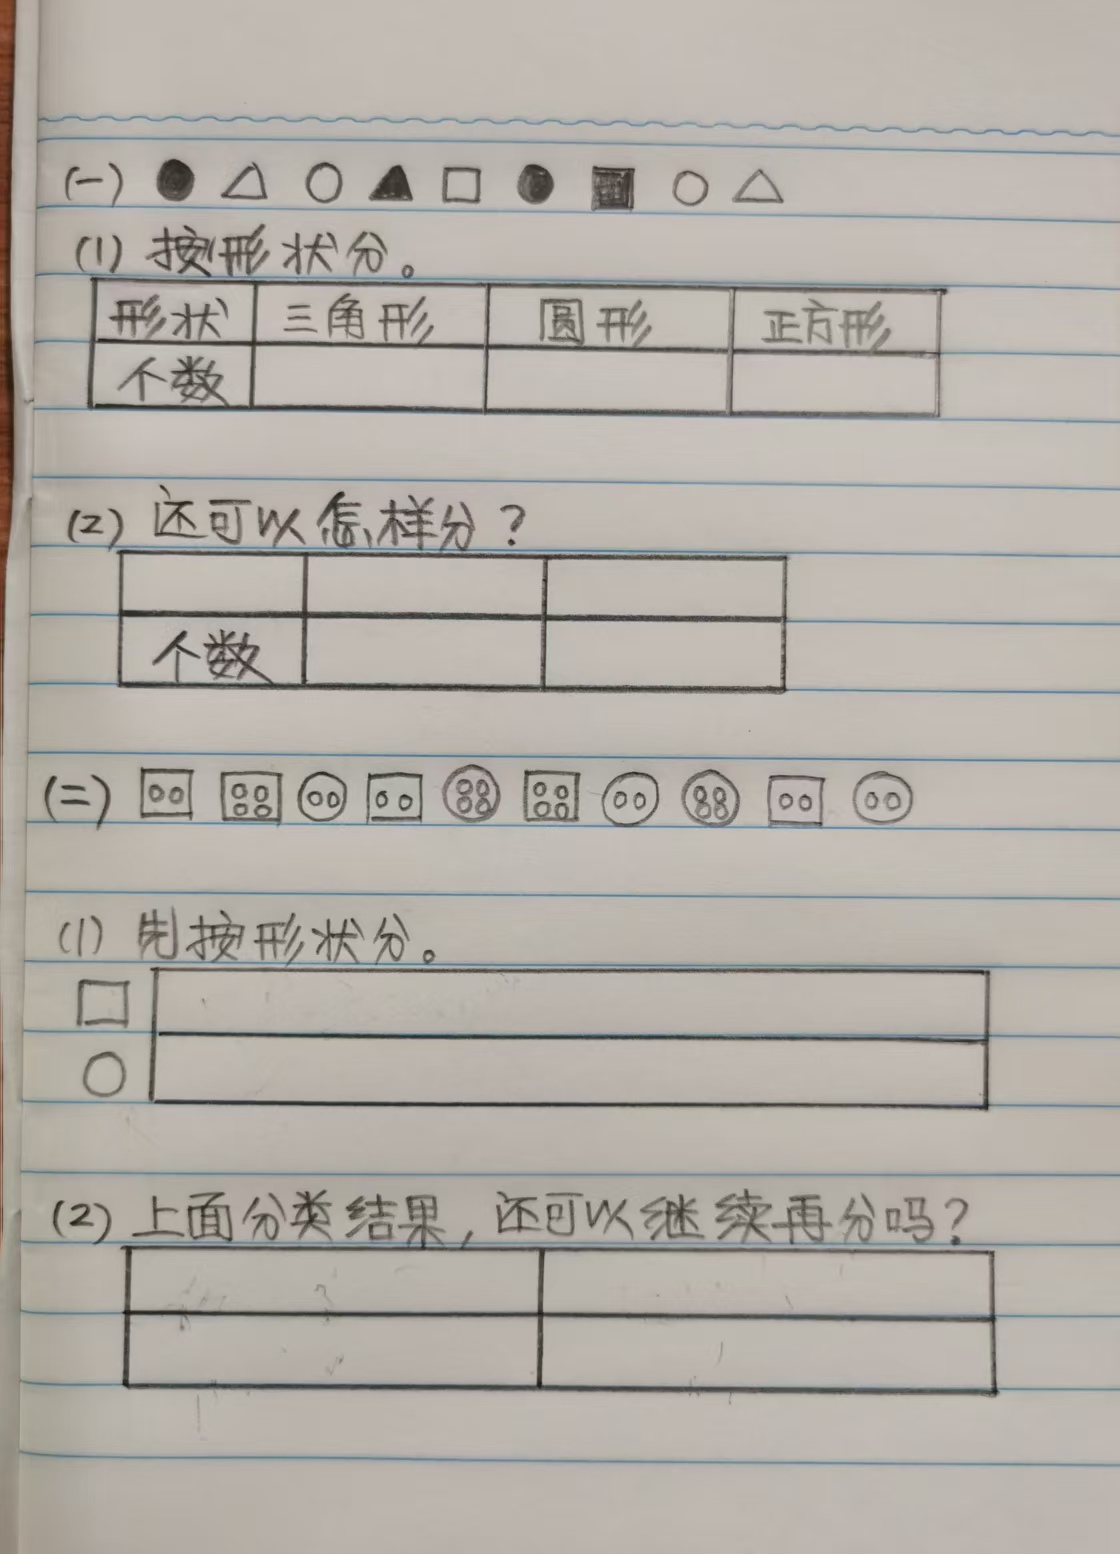 (一) ● △ ○ ▲ □ ● ■ ○ △
(1) 按形状分。
形状 三角形 圆形 正方形
个数
(2) 还可以怎样分?
个数
(二)
(1) 先按形状分。
□
○
(2) 上面分类结果,还可以继续再分吗?